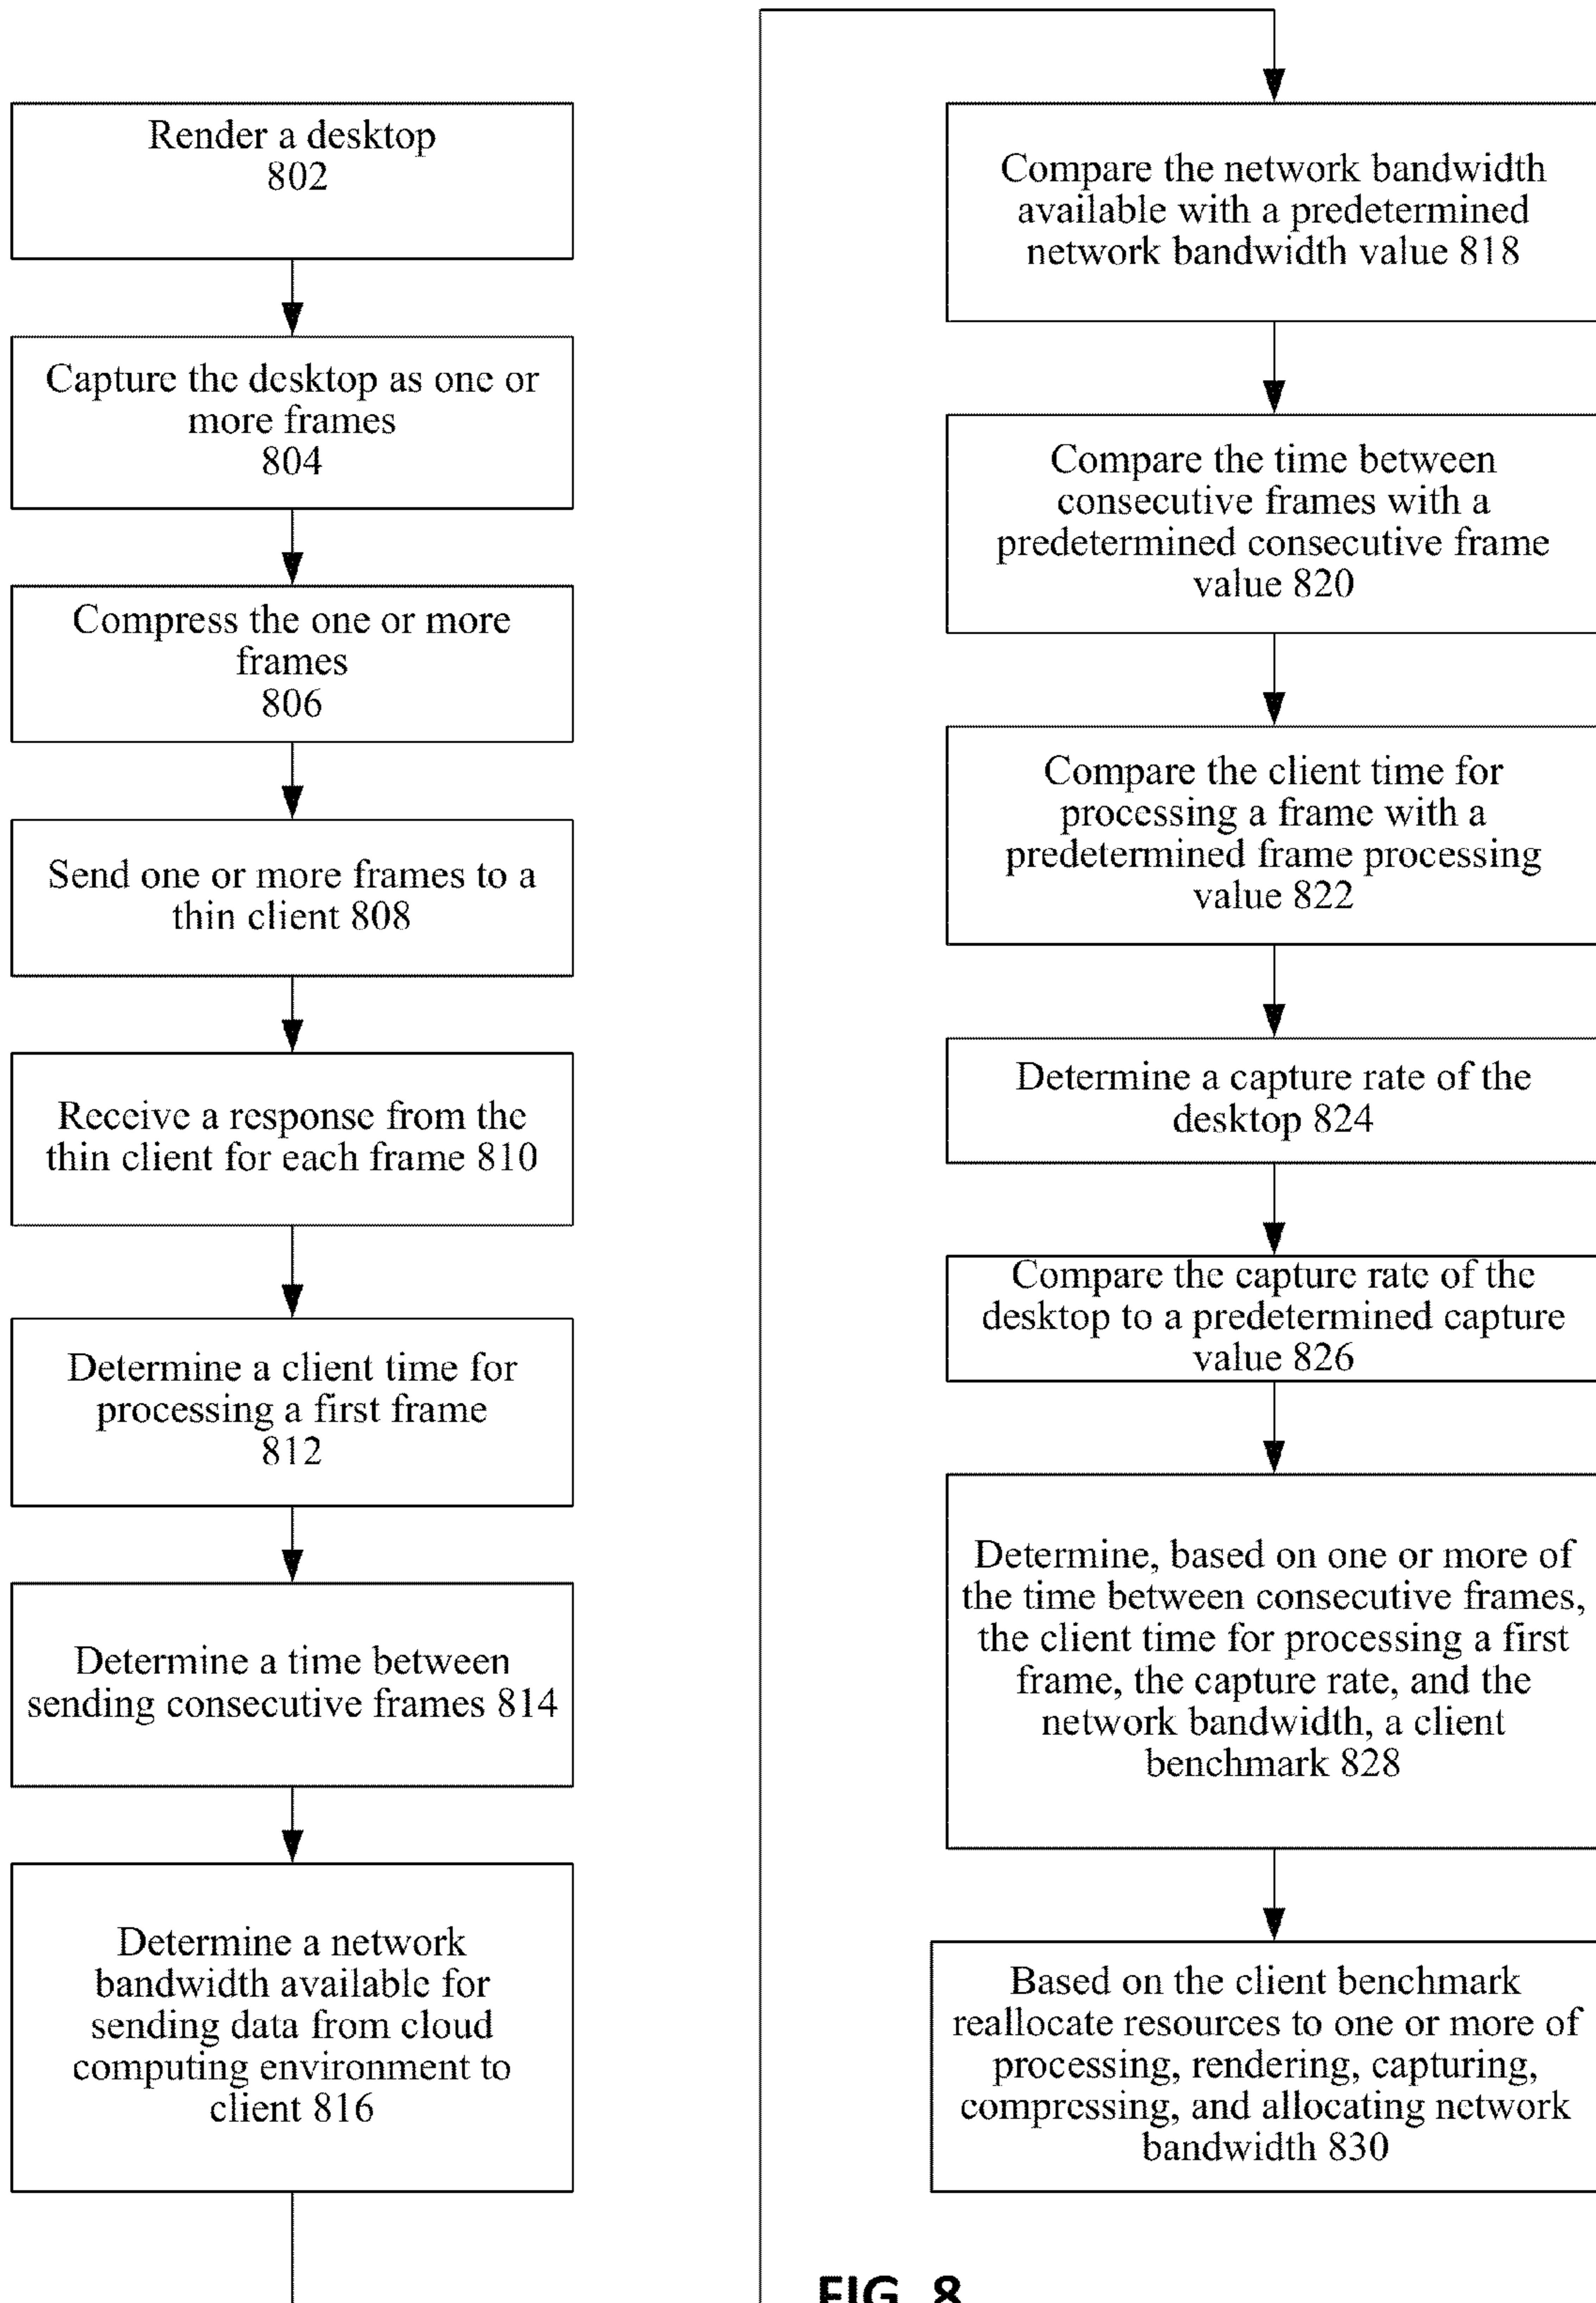 Render a desktop
802
Capture the desktop as one or
more frames
804
Compress the one or more
frames
806
Send one or more frames to a
thin client 808
Receive a response from the
thin client for each frame 810
Determine a client time for
processing a first frame
812
Determine a time between
sending consecutive frames 814
Determine a network
bandwidth available for
sending data from cloud
computing environment to
client 816
Compare the network bandwidth
available with a predetermined
network bandwidth value 818
Compare the time between
consecutive frames with a
predetermined consecutive frame
value 820
Compare the client time for
processing a frame with a
predetermined frame processing
value 822
Determine a capture rate of the
desktop 824
Compare the capture rate of the
desktop to a predetermined capture
value 826
Determine, based on one or more of
the time between consecutive frames,
the client time for processing a first
frame, the capture rate, and the
network bandwidth, a client
benchmark 828
Based on the client benchmark
reallocate resources to one or more of
processing, rendering, capturing,
compressing, and allocating network
bandwidth 830
FIG. 8